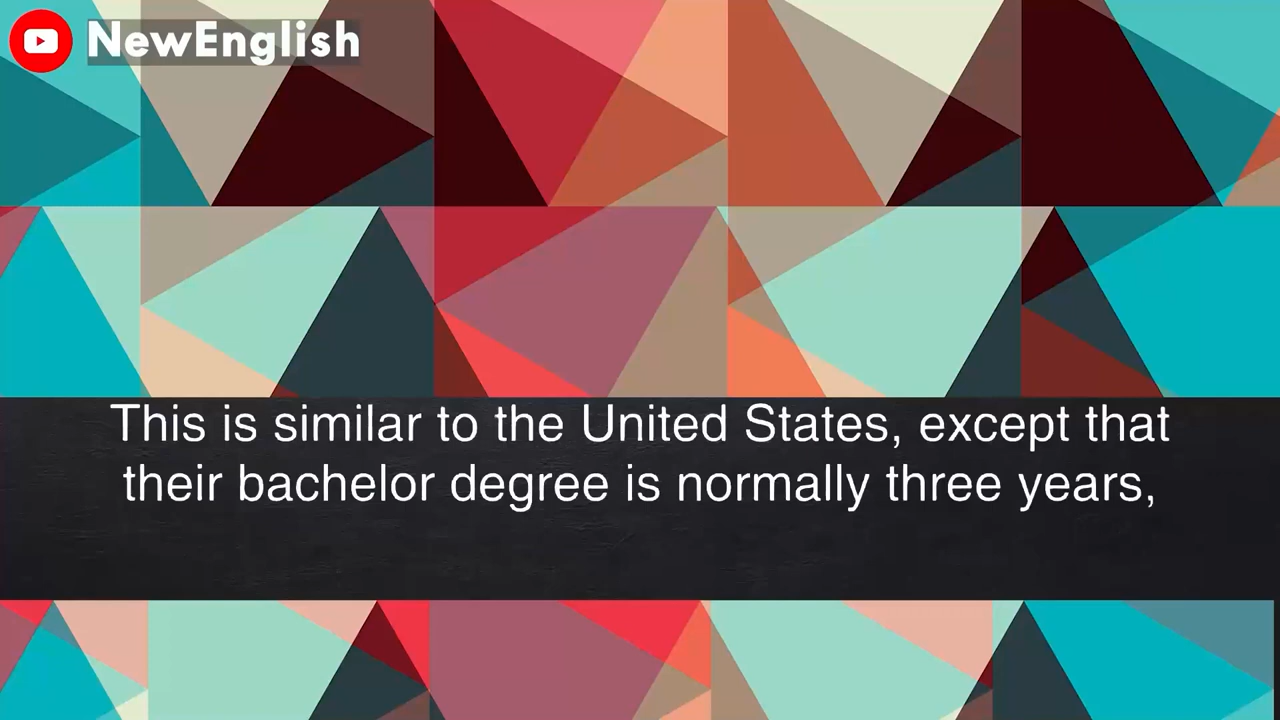 NewEnglish
This is similar to the United States, except that
their bachelor degree is normally three years,